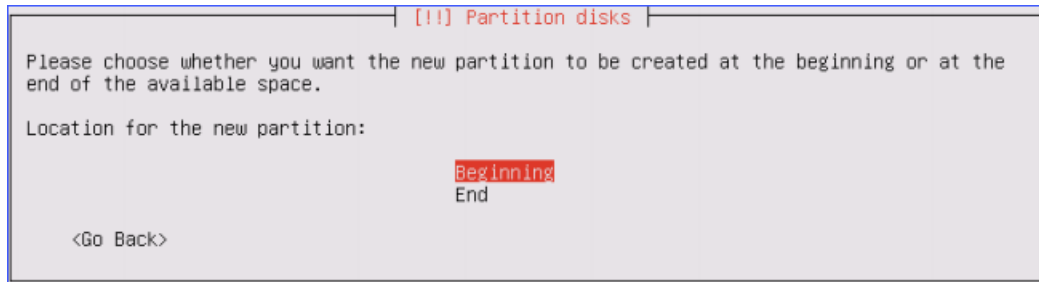 [!!] Partition disks
Please choose whether you want the new partition to be created at the beginning or at the
end of the available space.
Location for the new partition:
Beginning
End
<Go Back>